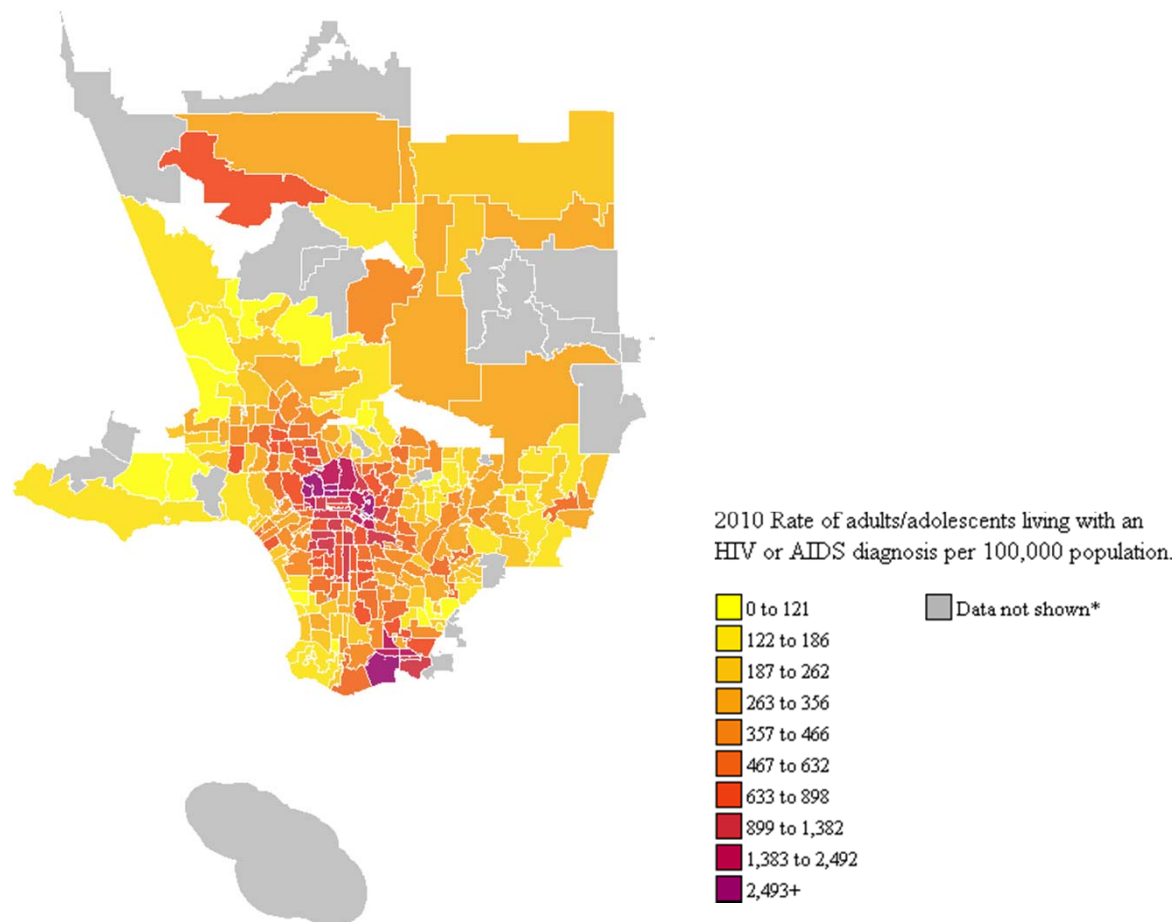 2010 Rate of adults/adolescents living with an
HIV or AIDS diagnosis per 100,000 population.
0 to 121
122 to 186
187 to 262
263 to 356
357 to 466
467 to 632
633 to 898
899 to 1,382
1,383 to 2,492
2,493+
Data not shown*